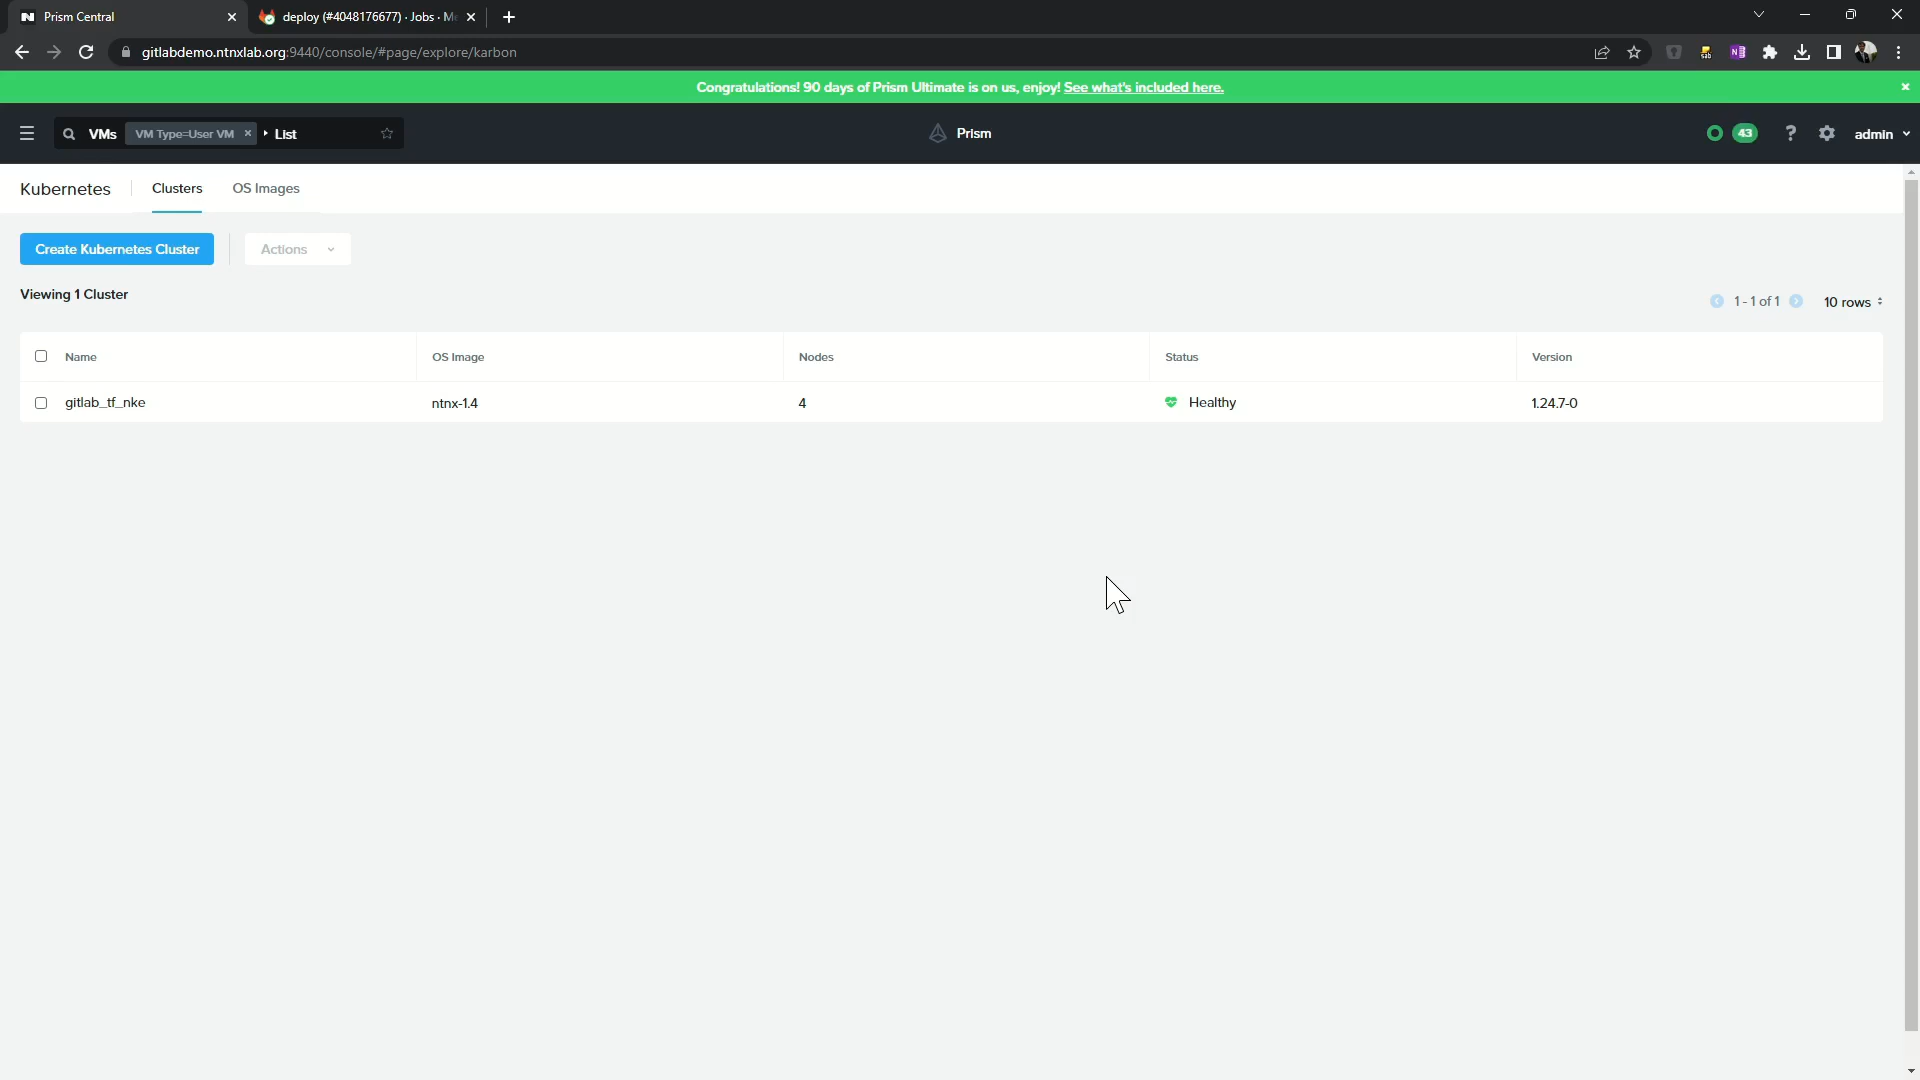 Prism Central
deploy (#4048176677) · Jobs · Me
gitlabdemo.ntnxlab.org:9440/console/#page/explore/karbon
Congratulations! 90 days of Prism Ultimate is on us, enjoy! See what's included here.
VMs VM Type=User VM × List
Prism
43 ? admin
Kubernetes Clusters OS Images
Create Kubernetes Cluster Actions
Viewing 1 Cluster
1 - 1 of 1 10 rows
Name OS Image Nodes Status Version
gitlab_tf_nke ntnx-1.4 4 Healthy 1.24.7-0